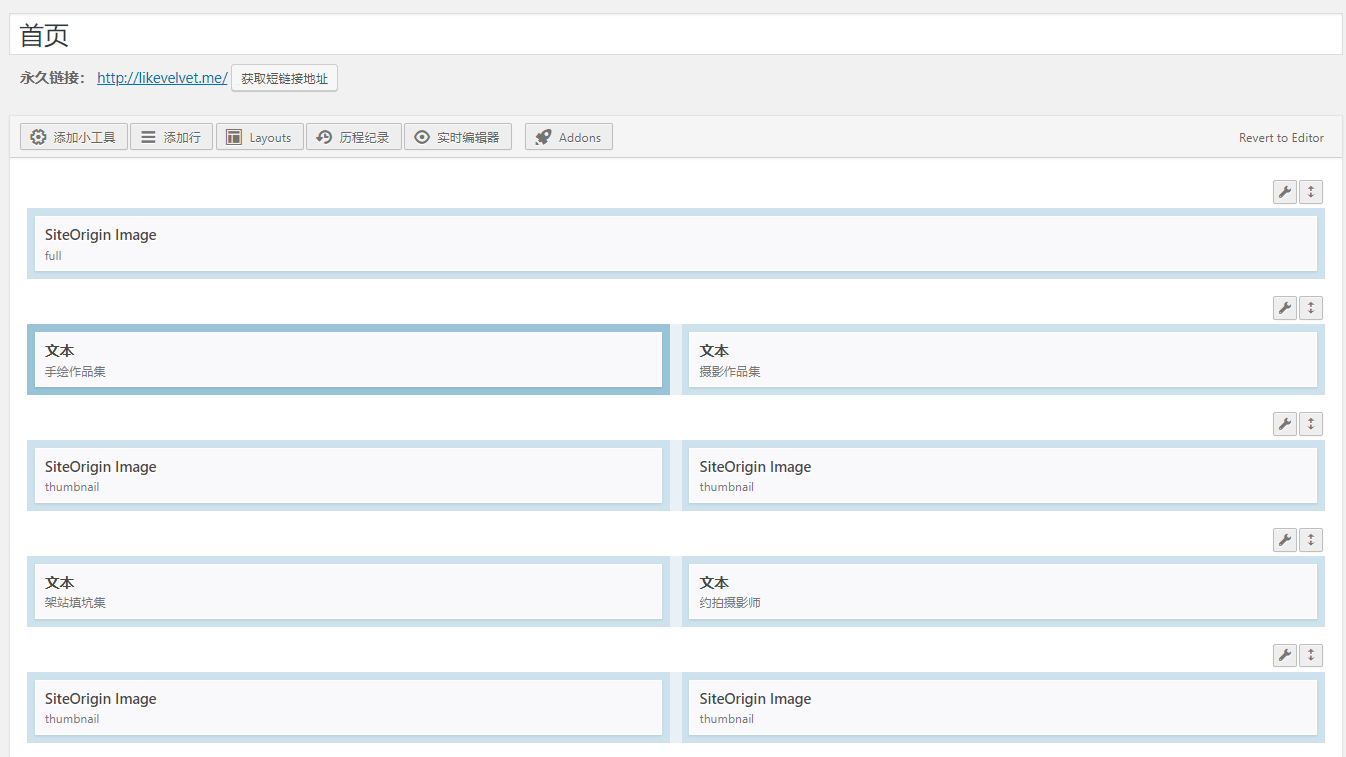 首页
永久链接： http://likevelvet.me/ 获取短链接地址
添加小工具 添加行 Layouts 历程纪录 实时编辑器 Addons Revert to Editor
SiteOrigin Image
full
文本 文本
手绘作品集 摄影作品集
SiteOrigin Image SiteOrigin Image
thumbnail thumbnail
文本 文本
架站填坑集 约拍摄影师
SiteOrigin Image SiteOrigin Image
thumbnail thumbnail